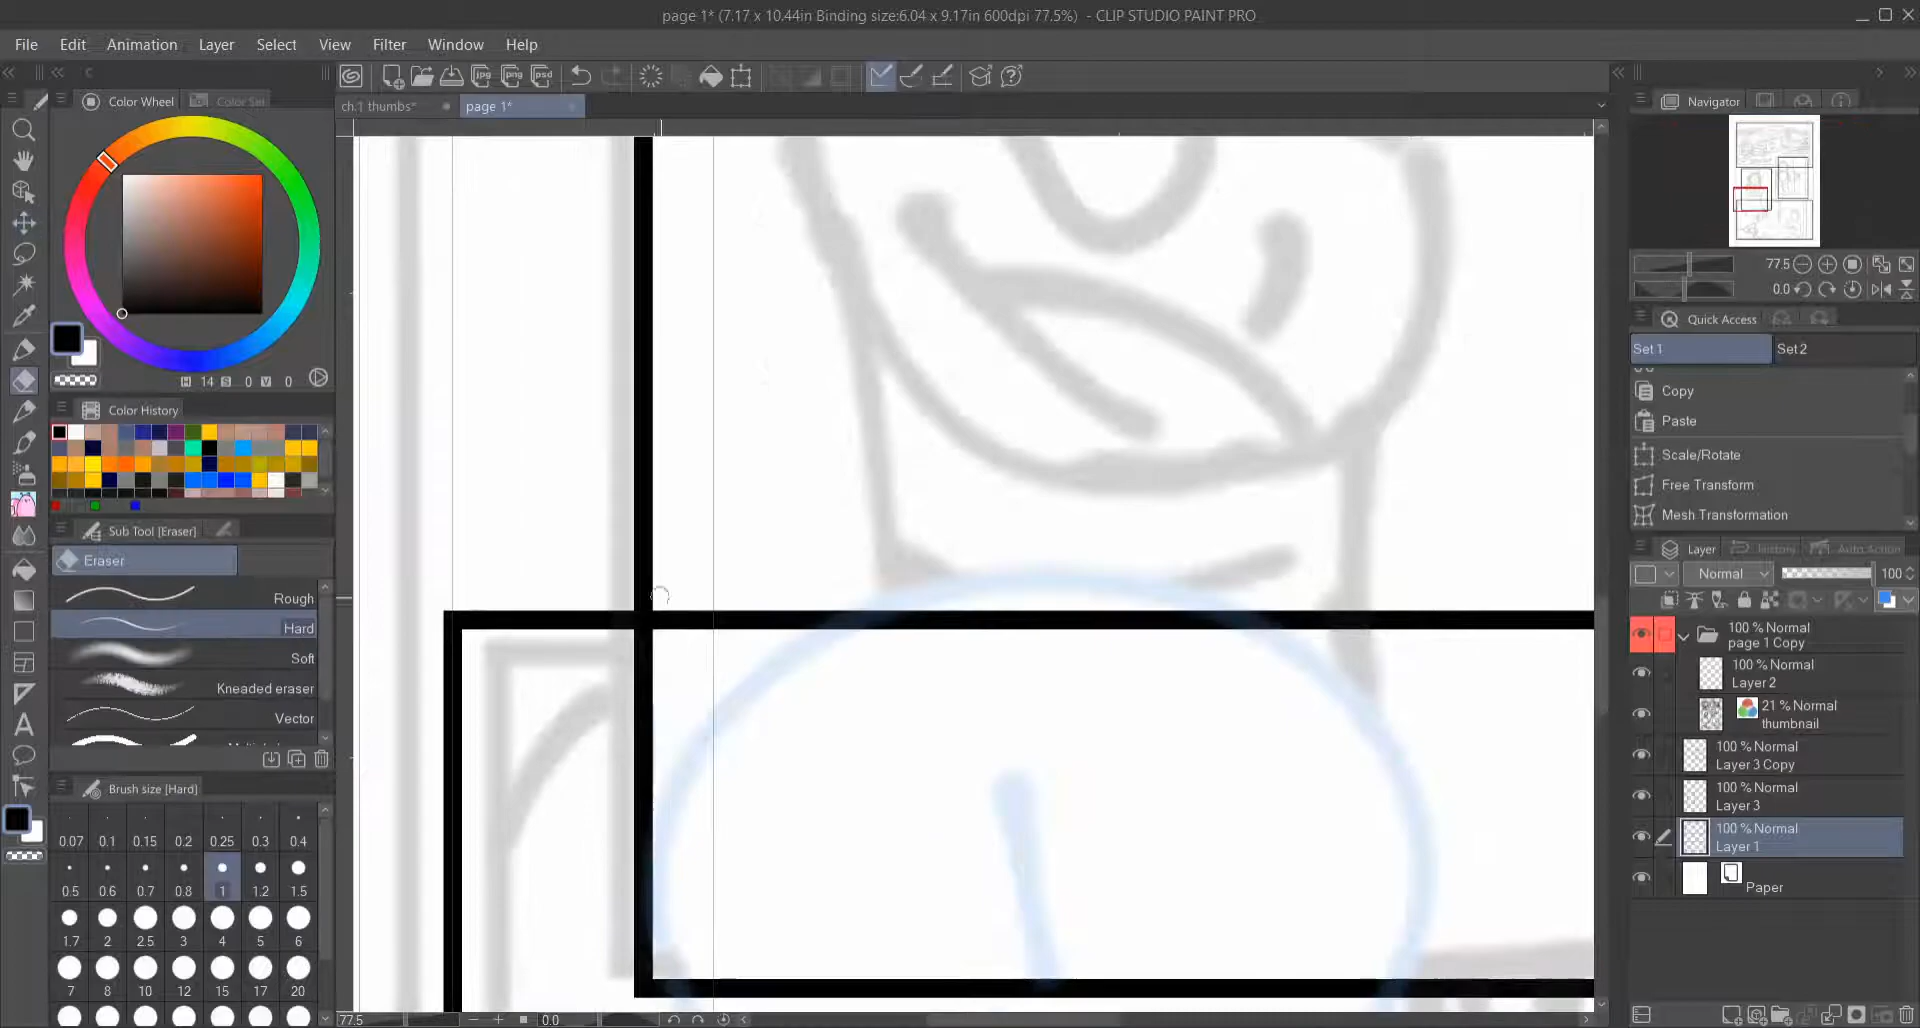 page 1* (7.17 x 10.44in Binding size:6.04 x 9.17in 600dpi 77.5%) - CLIP STUDIO PAINT PRO
File Edit Animation Layer Select View Filter Window Help
jpg png psd
ch.1 thumbs* page 1*
Color Wheel Color Set
H 14 S 0 V 0
Color History
Sub Tool [Eraser]
Eraser
Rough
Hard
Soft
Kneaded eraser
Vector
Brush size [Hard]
0.07 0.1 0.15 0.2 0.25 0.3 0.4
0.5 0.6 0.7 0.8 1 1.2 1.5
1.7 2 2.5 3 4 5 6
7 8 10 12 15 17 20
77.5 0.0
Navigator
77.5
0.0
Quick Access
Set 1 Set 2
Copy
Paste
Scale/Rotate
Free Transform
Mesh Transformation
Layer History Auto Action
Normal 100
100 % Normal
page 1 Copy
100 % Normal
Layer 2
21 % Normal
thumbnail
100 % Normal
Layer 3 Copy
100 % Normal
Layer 3
100 % Normal
Layer 1
Paper